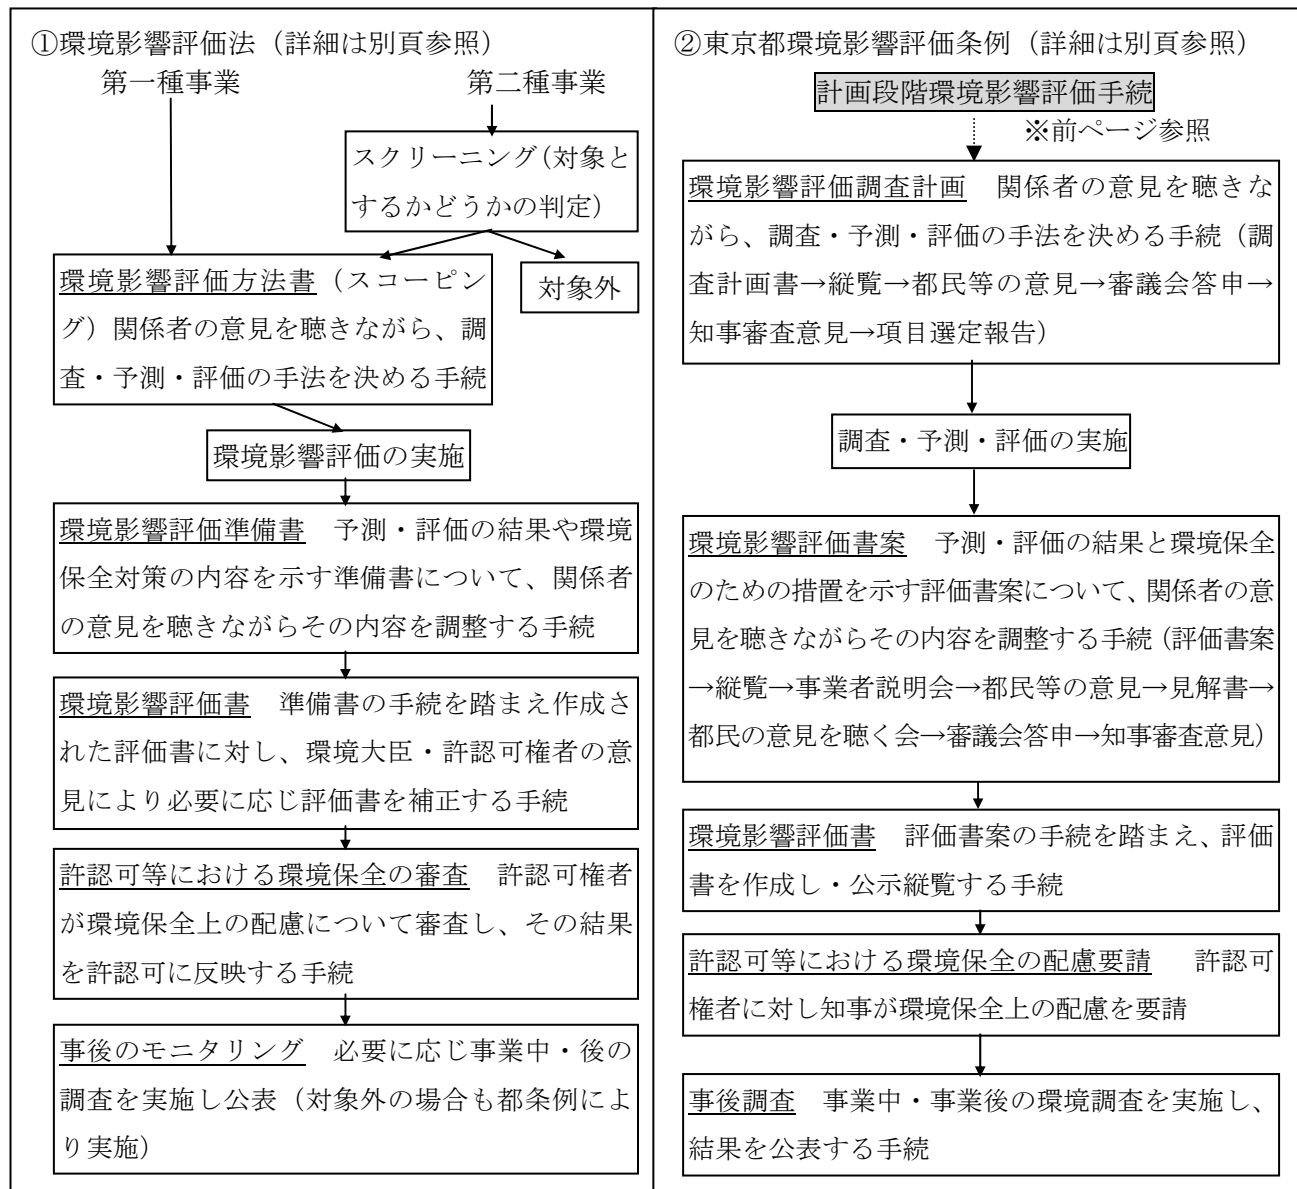 ①環境影響評価法（詳細は別頁参照）
第一種事業
第二種事業
スクリーニング（対象と
するかどうかの判定）
環境影響評価方法書（スコーピン
グ）関係者の意見を聴きながら、調
査・予測・評価の手法を決める手続
対象外
環境影響評価の実施
環境影響評価準備書　予測・評価の結果や環境
保全対策の内容を示す準備書について、関係者
の意見を聴きながらその内容を調整する手続
環境影響評価書　準備書の手続を踏まえ作成さ
れた評価書に対し、環境大臣・許認可権者の意
見により必要に応じ評価書を補正する手続
許認可等における環境保全の審査　許認可権者
が環境保全上の配慮について審査し、その結果
を許認可に反映する手続
事後のモニタリング　必要に応じ事業中・後の
調査を実施し公表（対象外の場合も都条例によ
り実施）
②東京都環境影響評価条例（詳細は別頁参照）
計画段階環境影響評価手続
※前ページ参照
環境影響評価調査計画　関係者の意見を聴きな
がら、調査・予測・評価の手法を決める手続（調
査計画書→縦覧→都民等の意見→審議会答申→
知事審査意見→項目選定報告）
調査・予測・評価の実施
環境影響評価書案　予測・評価の結果と環境保全
のための措置を示す評価書案について、関係者の意
見を聴きながらその内容を調整する手続（評価書案
→縦覧→事業者説明会→都民等の意見→見解書→
都民の意見を聴く会→審議会答申→知事審査意見）
環境影響評価書　評価書案の手続を踏まえ、評価
書を作成し・公示縦覧する手続
許認可等における環境保全の配慮要請　許認可
権者に対し知事が環境保全上の配慮を要請
事後調査　事業中・事業後の環境調査を実施し、
結果を公表する手続